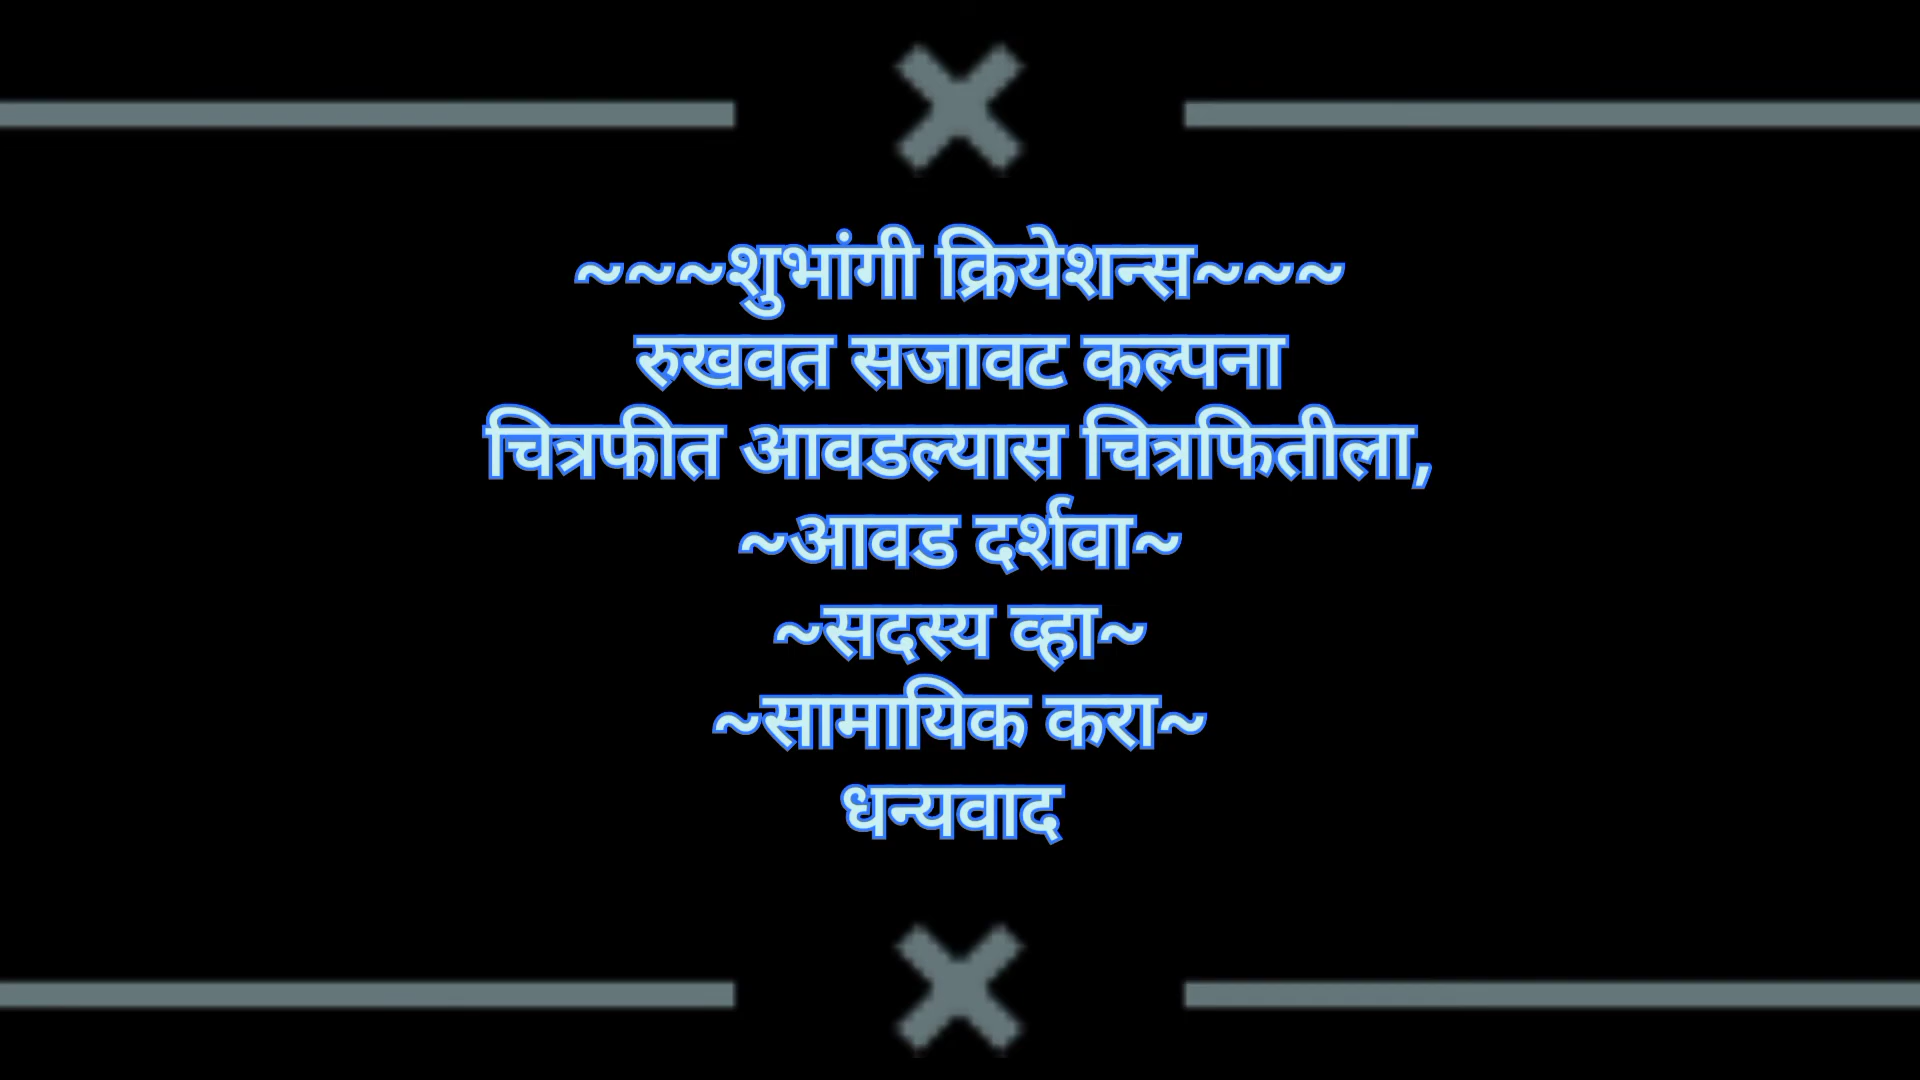 ~~~शुभांगी क्रियेशन्स~~~
रुखवत सजावट कल्पना
चित्रफीत आवडल्यास चित्रफितीला,
~आवड दर्शवा~
~सदस्य व्हा~
~सामायिक करा~
धन्यवाद